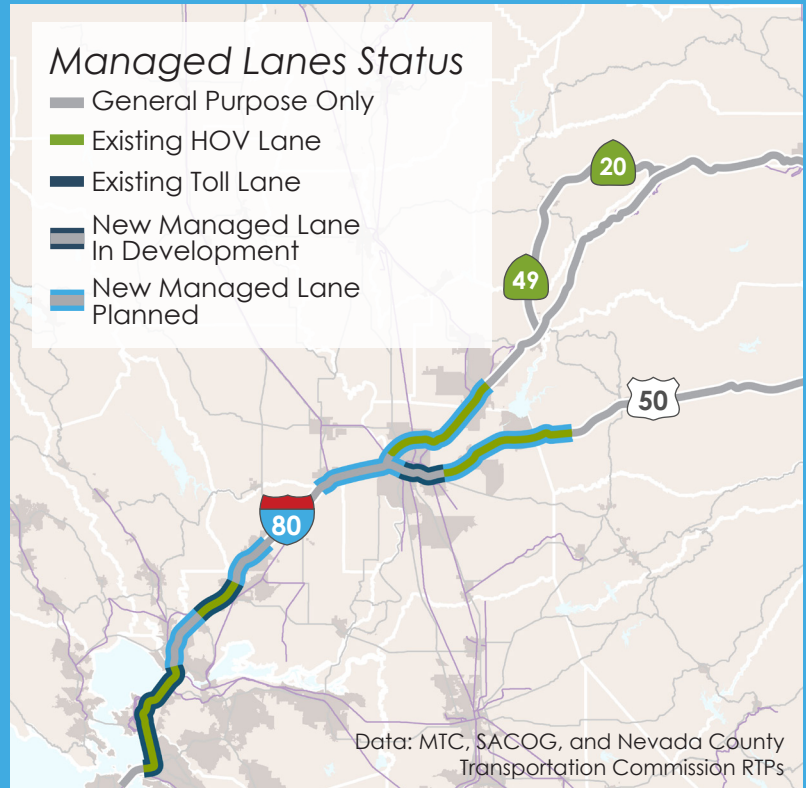 Managed Lanes Status
General Purpose Only
Existing HOV Lane
Existing Toll Lane
New Managed Lane
In Development
New Managed Lane
Planned
20
49
50
80
Data: MTC, SACOG, and Nevada County
Transportation Commission RTPs